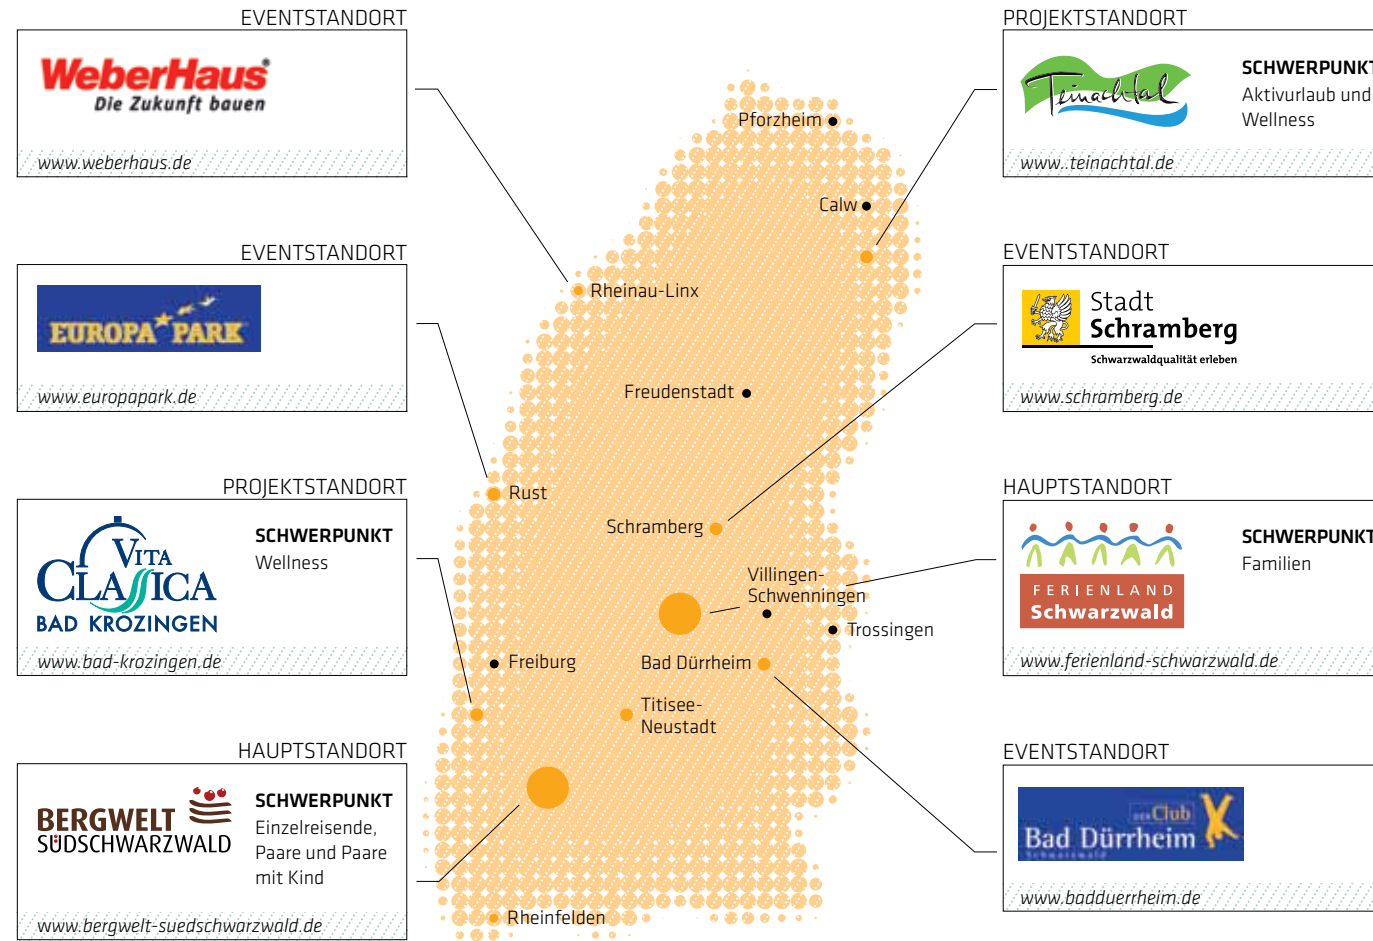 EVENTSTANDORT
WeberHaus®
Die Zukunft bauen
www.weberhaus.de
EVENTSTANDORT
EUROPA PARK
www.europapark.de
PROJEKTSTANDORT
VITA
CLASSICA
BAD KROZINGEN
SCHWERPUNKT
Wellness
www.bad-krozingen.de
HAUPTSTANDORT
BERGWELT
SÜDSCHWARZWALD
SCHWERPUNKT
Einzelreisende,
Paare und Paare
mit Kind
www.bergwelt-suedschwarzwald.de
Pforzheim
Calw
Rheinau-Linx
Freudenstadt
Rust
Schramberg
Villingen-
Schwenningen
Trossingen
Freiburg
Bad Dürrheim
Titisee-
Neustadt
Rheinfelden
PROJEKTSTANDORT
Teinachtal
SCHWERPUNKT
Aktivurlaub und
Wellness
www..teinachtal.de
EVENTSTANDORT
Stadt
Schramberg
Schwarzwaldqualität erleben
www.schramberg.de
HAUPTSTANDORT
FERIENLAND
Schwarzwald
SCHWERPUNKT
Familien
www.ferienland-schwarzwald.de
EVENTSTANDORT
DER Club
Bad Dürrheim
Schwarzwald
www.badduerrheim.de